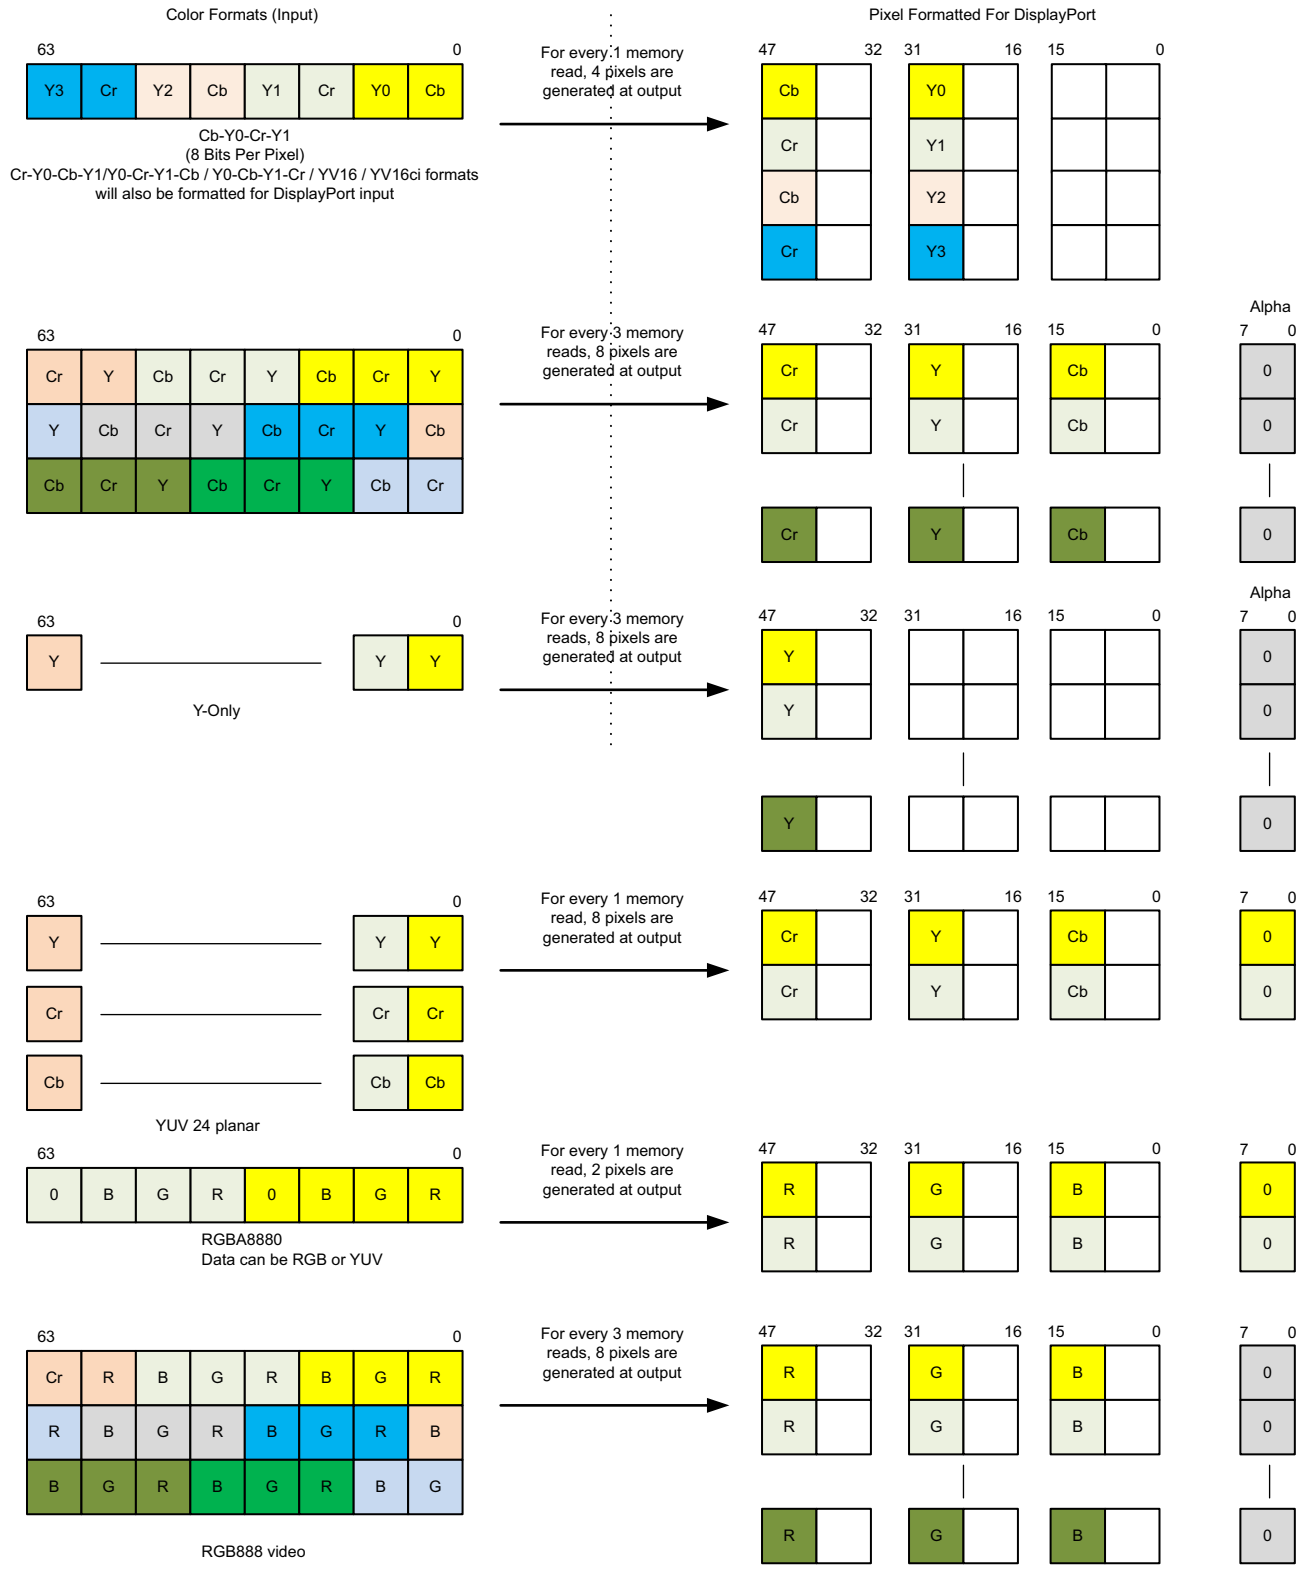 Color Formats (Input)
Pixel Formatted For DisplayPort
63 0
Y3 Cr Y2 Cb Y1 Cr Y0 Cb
Cb-Y0-Cr-Y1
(8 Bits Per Pixel)
Cr-Y0-Cb-Y1/Y0-Cr-Y1-Cb / Y0-Cb-Y1-Cr / YV16 / YV16ci formats
will also be formatted for DisplayPort input
For every 1 memory
read, 4 pixels are
generated at output
47 32 31 16 15 0
Cb Y0
Cr Y1
Cb Y2
Cr Y3
63 0
Cr Y Cb Cr Y Cb Cr Y
Y Cb Cr Y Cb Cr Y Cb
Cb Cr Y Cb Cr Y Cb Cr
For every 3 memory
reads, 8 pixels are
generated at output
Alpha
47 32 31 16 15 0 7 0
Cr Y Cb 0
Cr Y Cb 0
Cr Y Cb 0
63 0
Y Y Y
Y-Only
For every 3 memory
reads, 8 pixels are
generated at output
Alpha
47 32 31 16 15 0 7 0
Y 0
Y 0
Y 0
63 0
Y Y Y
Cr Cr Cr
Cb Cb Cb
YUV 24 planar
For every 1 memory
read, 8 pixels are
generated at output
47 32 31 16 15 0 7 0
Cr Y Cb 0
Cr Y Cb 0
63 0
0 B G R 0 B G R
RGBA8880
Data can be RGB or YUV
For every 1 memory
read, 2 pixels are
generated at output
47 32 31 16 15 0 7 0
R G B 0
R G B 0
63 0
Cr R B G R B G R
R B G R B G R B
B G R B G R B G
RGB888 video
For every 3 memory
reads, 8 pixels are
generated at output
47 32 31 16 15 0 7 0
R G B 0
R G B 0
R G B 0